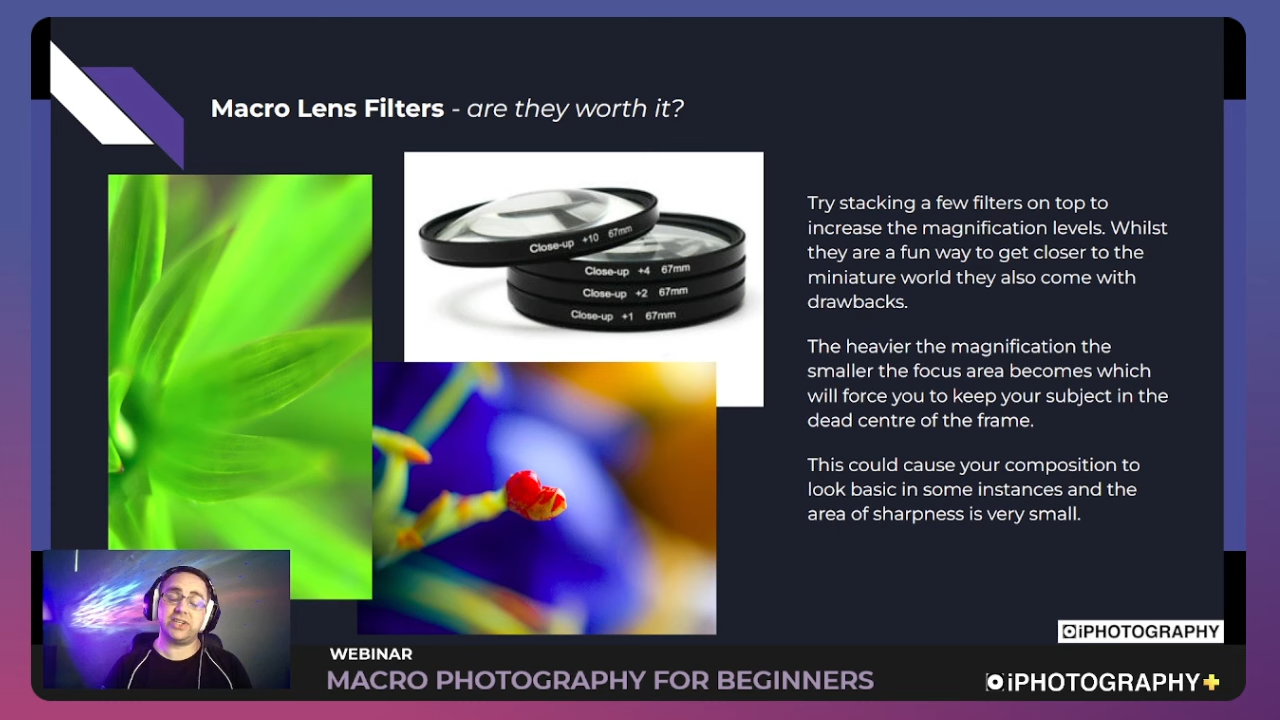 Macro Lens Filters - are they worth it?
Close-up +10 67mm
Close-up +4 67mm
Close-up +2 67mm
Close-up +1 67mm
Try stacking a few filters on top to
increase the magnification levels. Whilst
they are a fun way to get closer to the
miniature world they also come with
drawbacks.
The heavier the magnification the
smaller the focus area becomes which
will force you to keep your subject in the
dead centre of the frame.
This could cause your composition to
look basic in some instances and the
area of sharpness is very small.
iPHOTOGRAPHY
WEBINAR
MACRO PHOTOGRAPHY FOR BEGINNERS
iPHOTOGRAPHY+